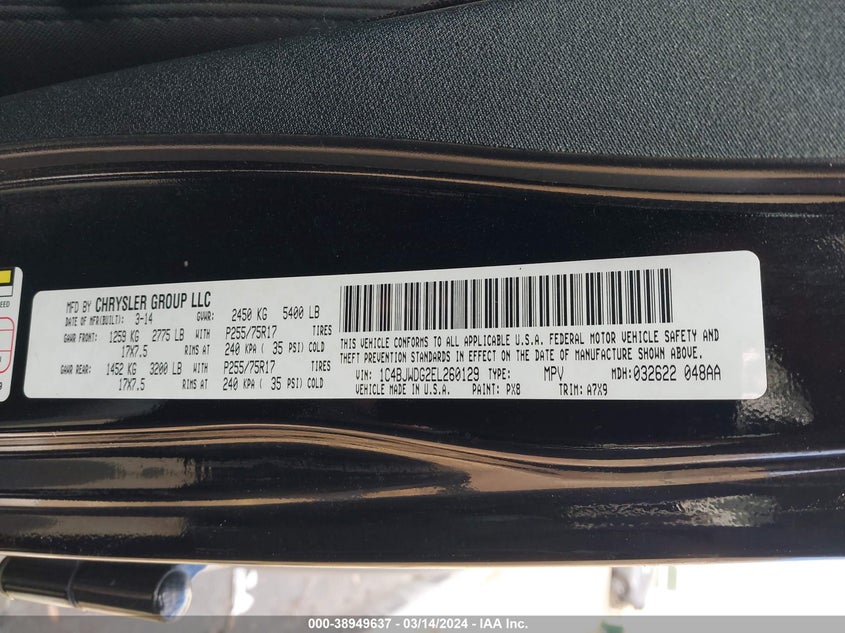 MFD BY CHRYSLER GROUP LLC
DATE OF MFR(BUILT): 3-14 GVWR: 2450 KG 5400 LB
GAWR FRONT: 1259 KG 2775 LB WITH P255/75R17 TIRES
17X7.5 RIMS AT 240 KPA ( 35 PSI) COLD
GAWR REAR: 1452 KG 3200 LB WITH P255/75R17 TIRES
17X7.5 RIMS AT 240 KPA ( 35 PSI) COLD
THIS VEHICLE CONFORMS TO ALL APPLICABLE U.S.A. FEDERAL MOTOR VEHICLE SAFETY AND
THEFT PREVENTION STANDARDS IN EFFECT ON THE DATE OF MANUFACTURE SHOWN ABOVE.
VIN: 1C4BJWDG2EL260129 TYPE: MPV MDH: 032622 048AA
VEHICLE MADE IN U.S.A. PAINT: PX8 TRIM: A7X9
000-38949637 - 03/14/2024 - IAA Inc.